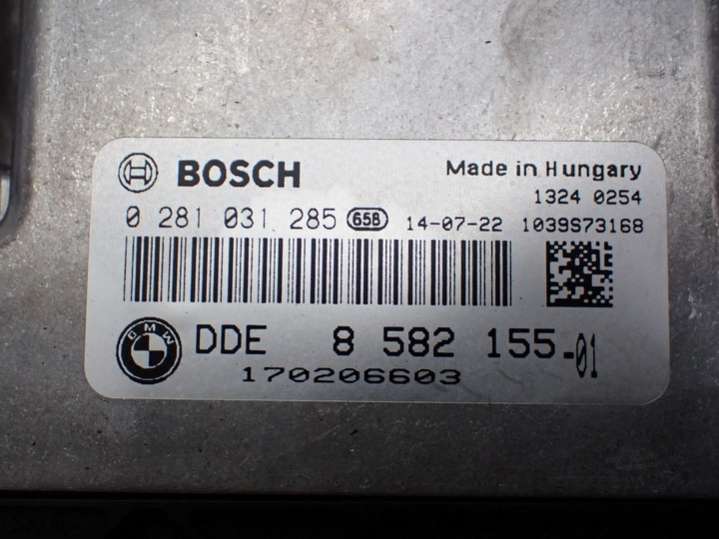 BOSCH Made in Hungary
1324 0254
0 281 031 285 65B 14-07-22 1039S73168
BMW DDE 8 582 155-01
170206603